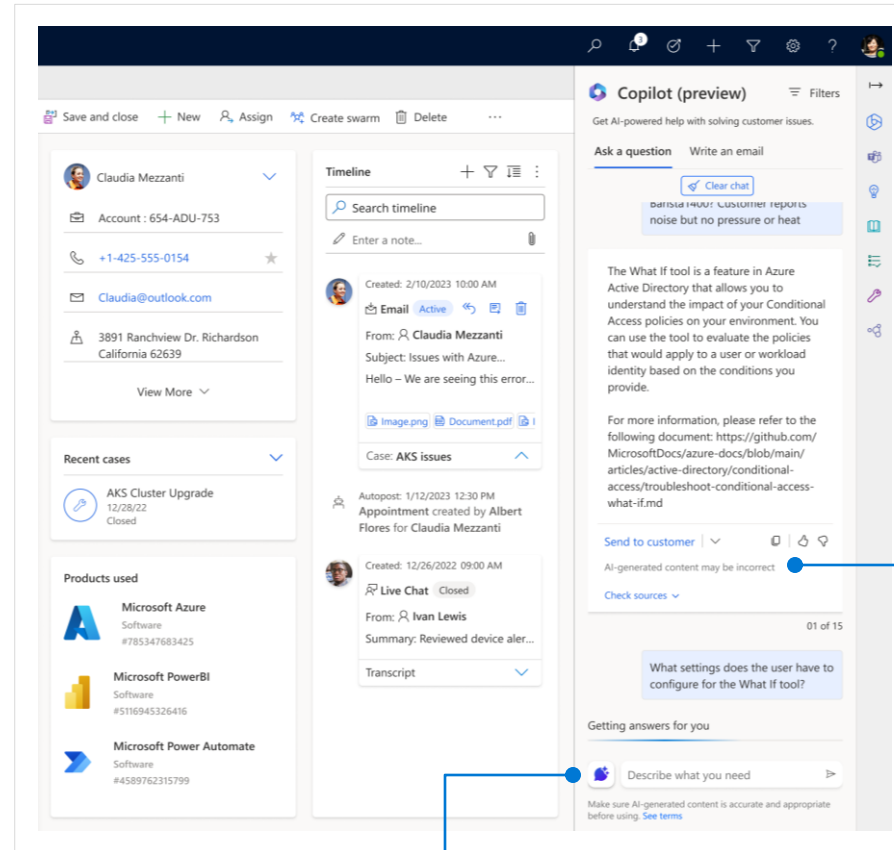 3
Save and close
New
Assign
Create swarm
Delete
...
Claudia Mezzanti
Account : 654-ADU-753
+1-425-555-0154
Claudia@outlook.com
3891 Ranchview Dr. Richardson
California 62639
View More
Recent cases
AKS Cluster Upgrade
12/28/22
Closed
Products used
Microsoft Azure
Software
#785347683425
Microsoft PowerBI
Software
#5116945326416
Microsoft Power Automate
Software
#4589762315799
Timeline
Search timeline
Enter a note...
Created: 2/10/2023 10:00 AM
Email Active
From: Claudia Mezzanti
Subject: Issues with Azure...
Hello – We are seeing this error...
Image.png Document.pdf
Case: AKS issues
Autopost: 1/12/2023 12:30 PM
Appointment created by Albert
Flores for Claudia Mezzanti
Created: 12/26/2022 09:00 AM
Live Chat Closed
From: Ivan Lewis
Summary: Reviewed device aler...
Transcript
Copilot (preview)
Filters
Get AI-powered help with solving customer issues.
Ask a question Write an email
Clear chat
Barista1400? Customer reports
noise but no pressure or heat
The What If tool is a feature in Azure
Active Directory that allows you to
understand the impact of your Conditional
Access policies on your environment. You
can use the tool to evaluate the policies
that would apply to a user or workload
identity based on the conditions you
provide.
For more information, please refer to the
following document: https://github.com/
MicrosoftDocs/azure-docs/blob/main/
articles/active-directory/conditional-
access/troubleshoot-conditional-access-
what-if.md
Send to customer
AI-generated content may be incorrect
Check sources
01 of 15
What settings does the user have to
configure for the What If tool?
Getting answers for you
Describe what you need
Make sure AI-generated content is accurate and appropriate
before using. See terms